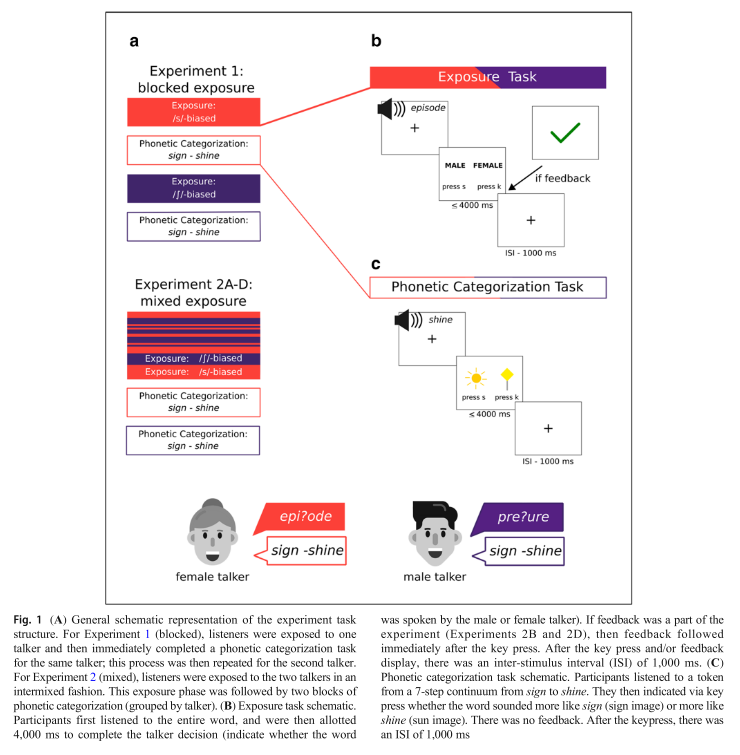 a
Experiment 1:
blocked exposure
Exposure:
/s/-biased
Phonetic Categorization:
sign - shine
Exposure:
/ʃ/-biased
Phonetic Categorization:
sign - shine
Experiment 2A-D:
mixed exposure
Exposure: /ʃ/-biased
Exposure: /s/-biased
Phonetic Categorization:
sign - shine
Phonetic Categorization:
sign - shine
b
Exposure Task
episode
MALE FEMALE
press s press k
≤4000 ms
if feedback
ISI - 1000 ms
c
Phonetic Categorization Task
shine
press s press k
≤4000 ms
ISI - 1000 ms
epi?ode
sign -shine
female talker
pre?ure
sign -shine
male talker
Fig. 1 (A) General schematic representation of the experiment task
structure. For Experiment 1 (blocked), listeners were exposed to one
talker and then immediately completed a phonetic categorization task
for the same talker; this process was then repeated for the second talker.
For Experiment 2 (mixed), listeners were exposed to the two talkers in an
intermixed fashion. This exposure phase was followed by two blocks of
phonetic categorization (grouped by talker). (B) Exposure task schematic.
Participants first listened to the entire word, and were then allotted
4,000 ms to complete the talker decision (indicate whether the word
was spoken by the male or female talker). If feedback was a part of the
experiment (Experiments 2B and 2D), then feedback followed
immediately after the key press. After the key press and/or feedback
display, there was an inter-stimulus interval (ISI) of 1,000 ms. (C)
Phonetic categorization task schematic. Participants listened to a token
from a 7-step continuum from sign to shine. They then indicated via key
press whether the word sounded more like sign (sign image) or more like
shine (sun image). There was no feedback. After the keypress, there was
an ISI of 1,000 ms